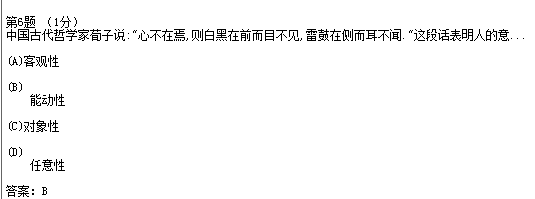 第6题 （1分）
中国古代哲学家荀子说:"心不在焉,则白黑在前而目不见,雷鼓在侧而耳不闻."这段话表明人的意...
(A)客观性
(B)
能动性
(C)对象性
(D)
任意性
答案: B